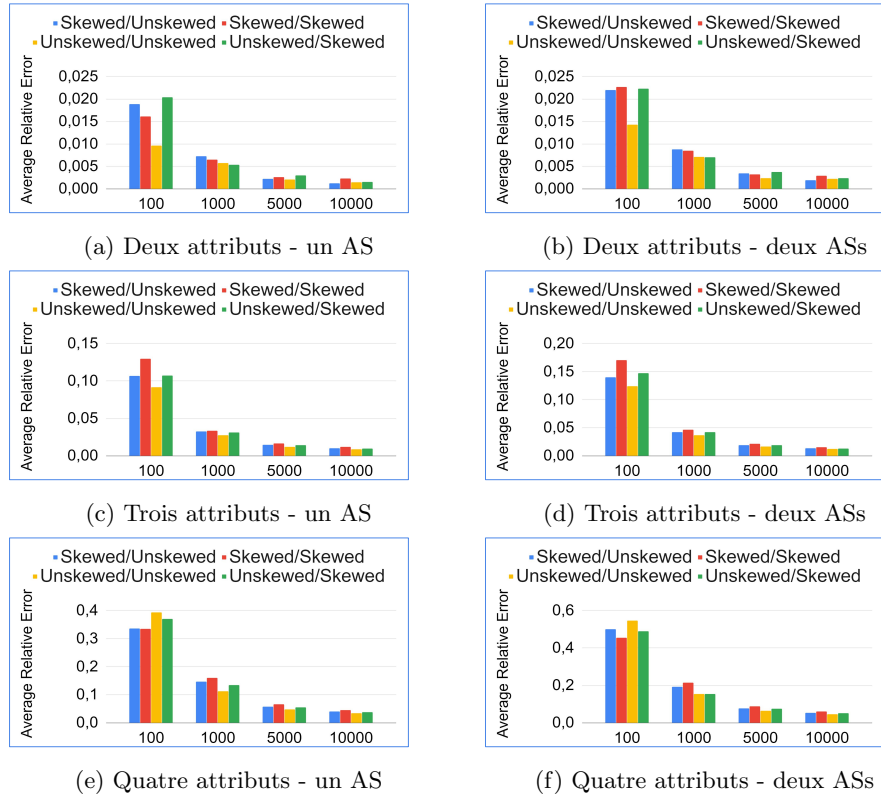 Skewed/Unskewed Skewed/Skewed
Unskewed/Unskewed Unskewed/Skewed
Average Relative Error
0,025
0,020
0,015
0,010
0,005
0,000
100 1000 5000 10000
(a) Deux attributs - un AS
Skewed/Unskewed Skewed/Skewed
Unskewed/Unskewed Unskewed/Skewed
Average Relative Error
0,025
0,020
0,015
0,010
0,005
0,000
100 1000 5000 10000
(b) Deux attributs - deux ASs
Skewed/Unskewed Skewed/Skewed
Unskewed/Unskewed Unskewed/Skewed
Average Relative Error
0,15
0,10
0,05
0,00
100 1000 5000 10000
(c) Trois attributs - un AS
Skewed/Unskewed Skewed/Skewed
Unskewed/Unskewed Unskewed/Skewed
Average Relative Error
0,20
0,15
0,10
0,05
0,00
100 1000 5000 10000
(d) Trois attributs - deux ASs
Skewed/Unskewed Skewed/Skewed
Unskewed/Unskewed Unskewed/Skewed
Average Relative Error
0,4
0,3
0,2
0,1
0,0
100 1000 5000 10000
(e) Quatre attributs - un AS
Skewed/Unskewed Skewed/Skewed
Unskewed/Unskewed Unskewed/Skewed
Average Relative Error
0,6
0,4
0,2
0,0
100 1000 5000 10000
(f) Quatre attributs - deux ASs